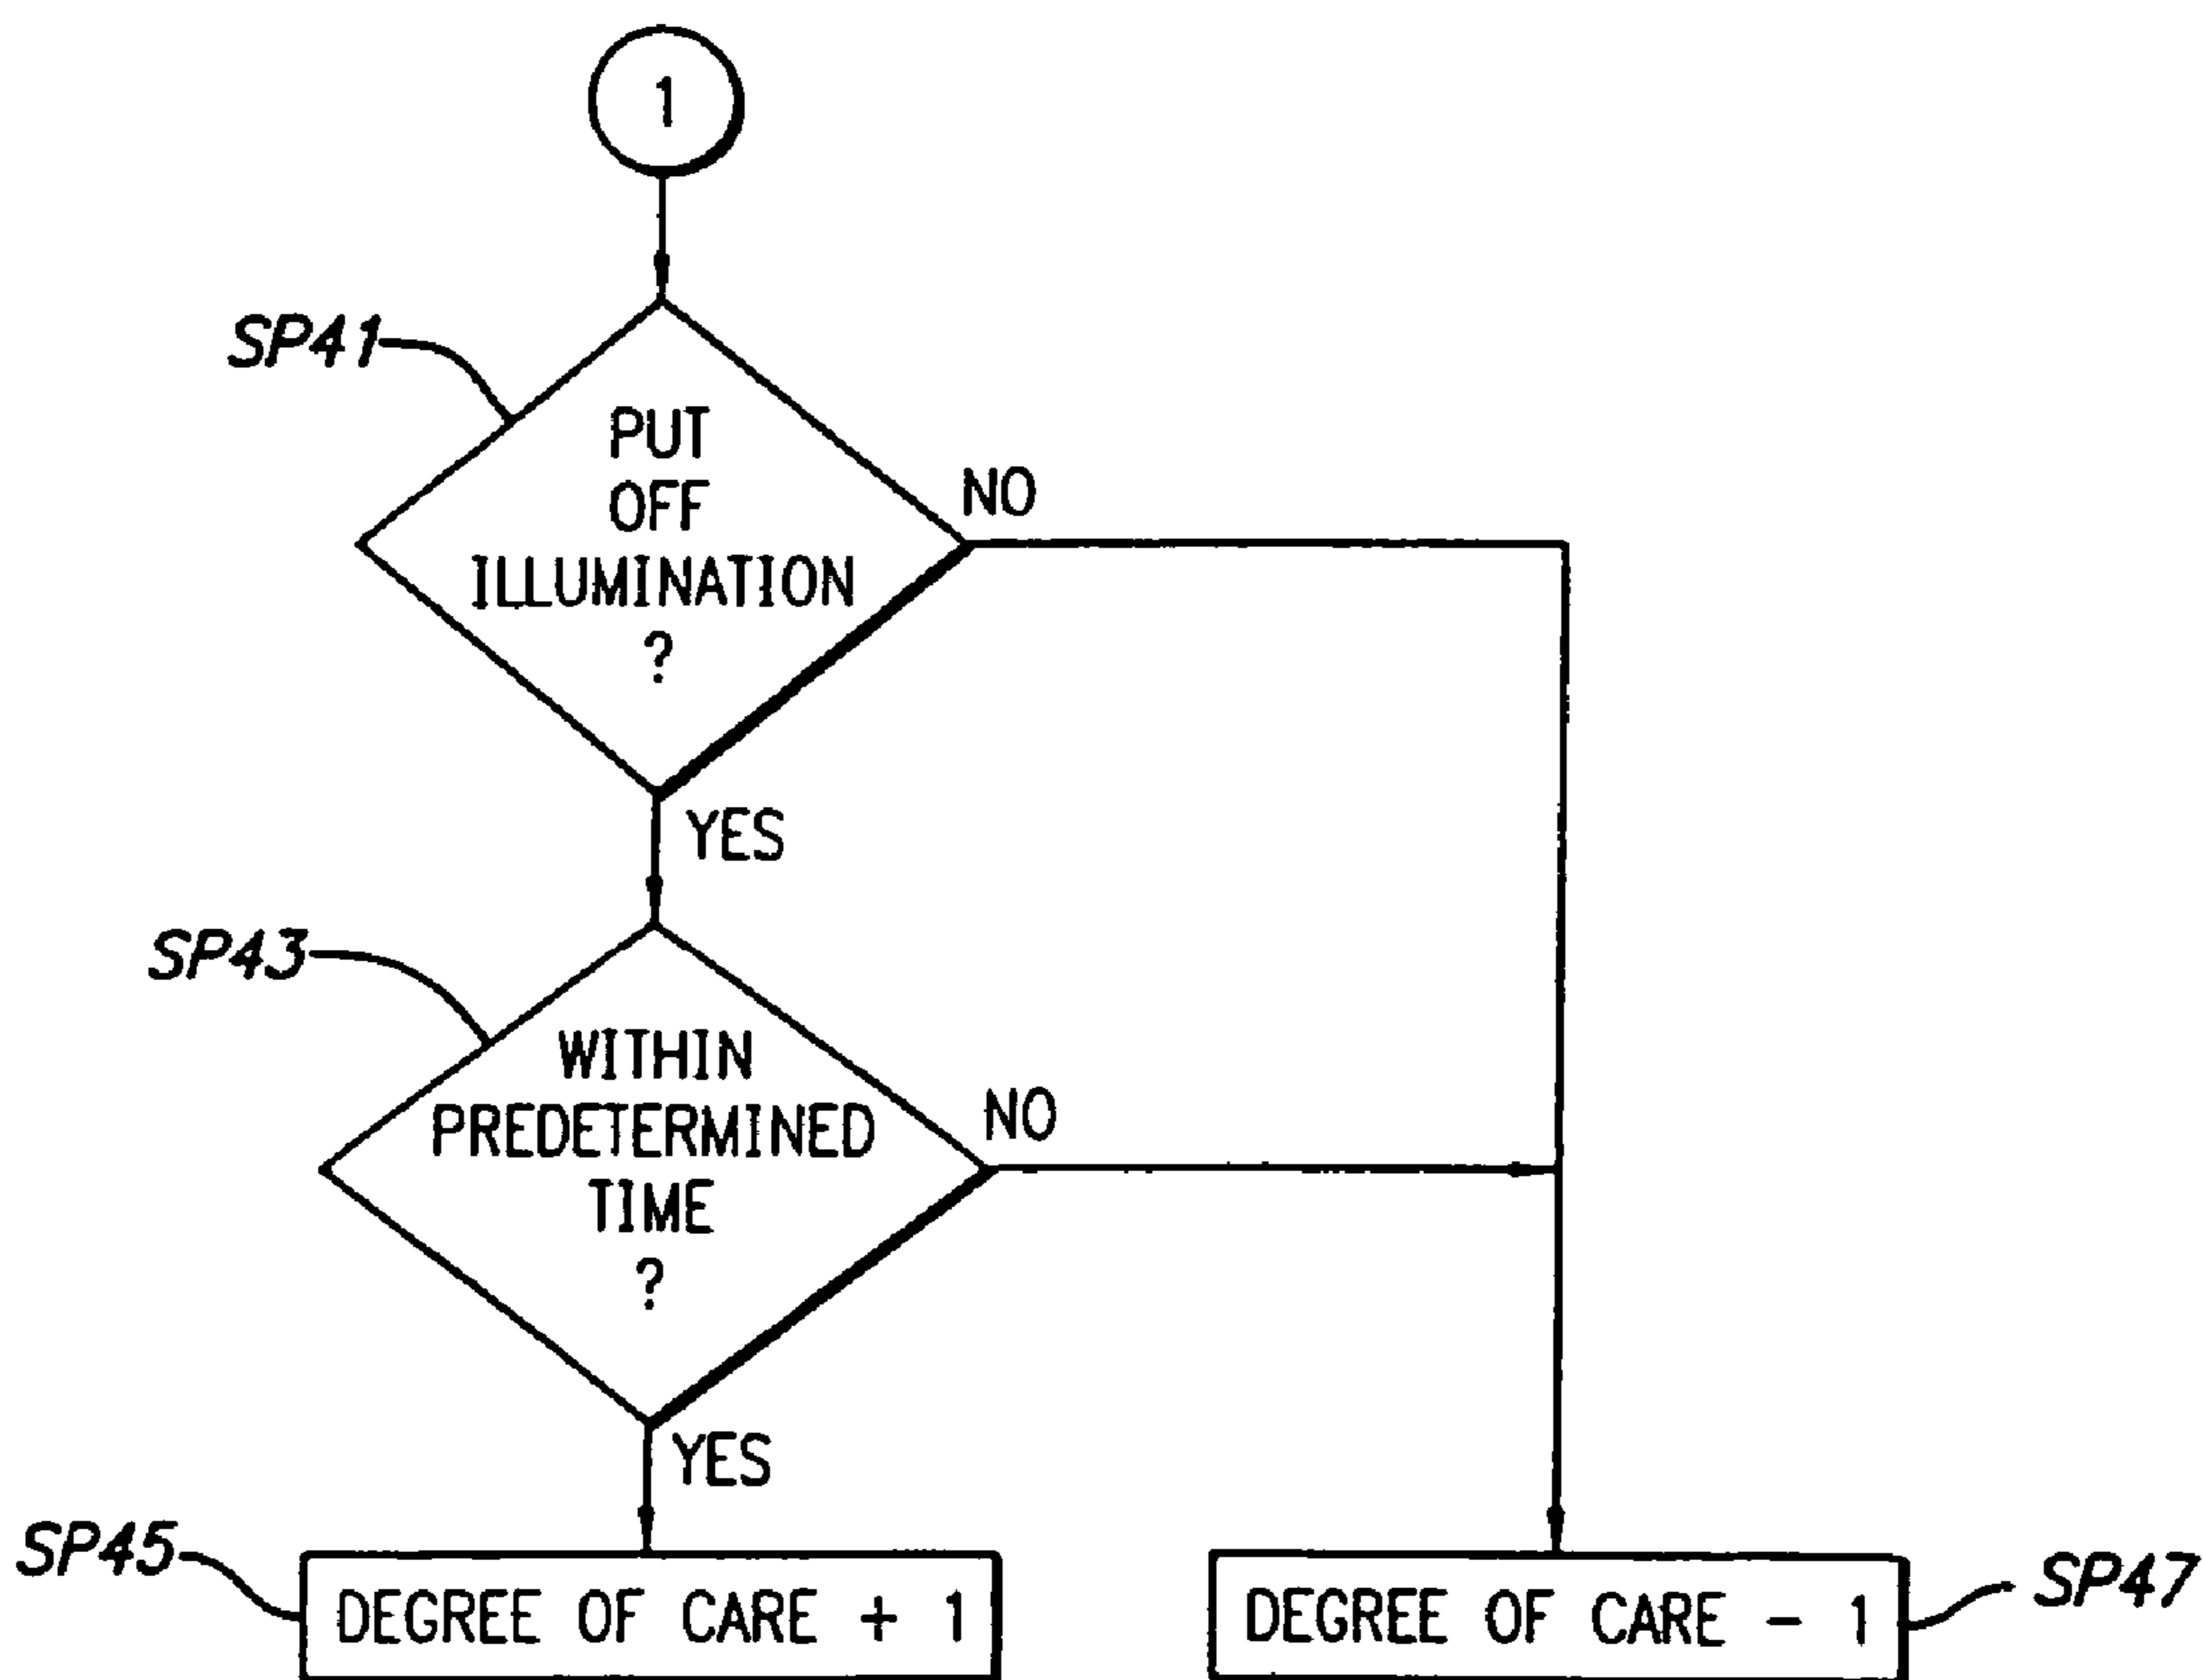 1
SP41
PUT
OFF
ILLUMINATION
?
NO
YES
SP43
WITHIN
PREDETERMINED
TIME
?
NO
YES
SP45
DEGREE OF CARE + 1
DEGREE OF CARE - 1
SP47